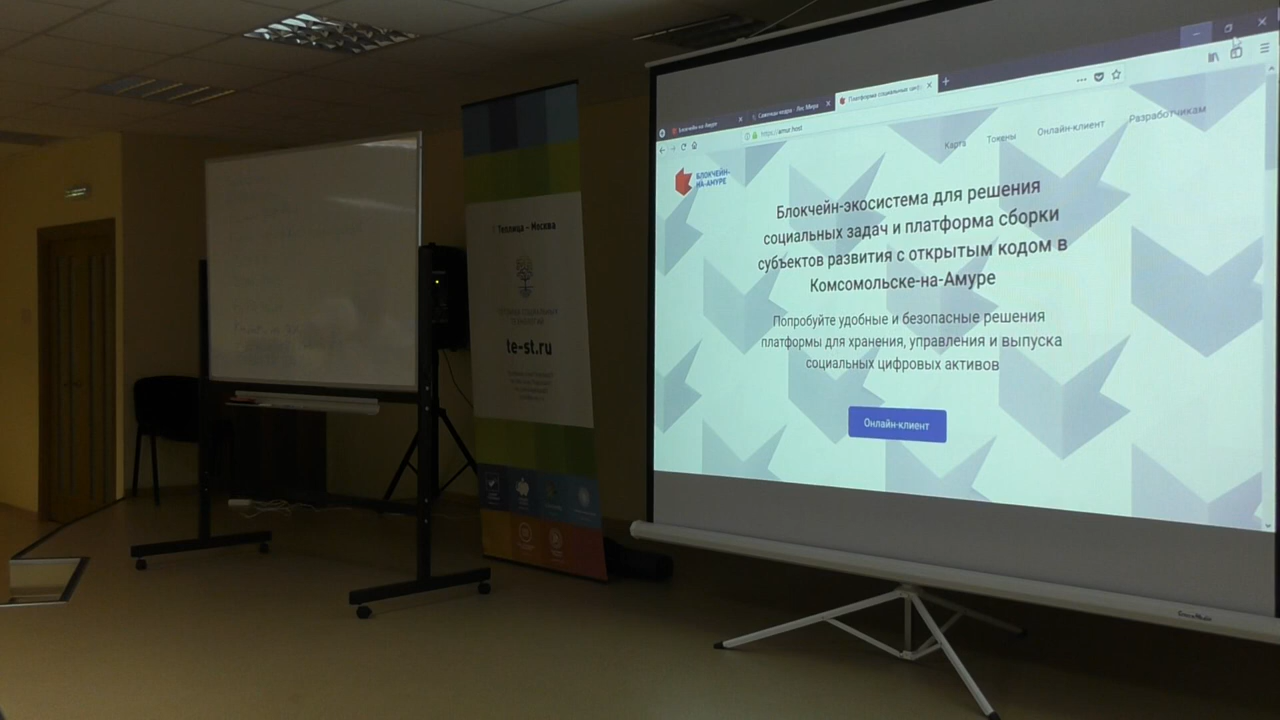 Теплица – Москва
te-st.ru
Блокчейн-на-Амуре
Платформа социальных
https://amur.host
БЛОКЧЕЙН-
НА-АМУРЕ
Карта
Токены
Онлайн-клиент
Разработчикам
Блокчейн-экосистема для решения
социальных задач и платформа сборки
субъектов развития с открытым кодом в
Комсомольске-на-Амуре
Попробуйте удобные и безопасные решения
платформы для хранения, управления и выпуска
социальных цифровых активов
Онлайн-клиент